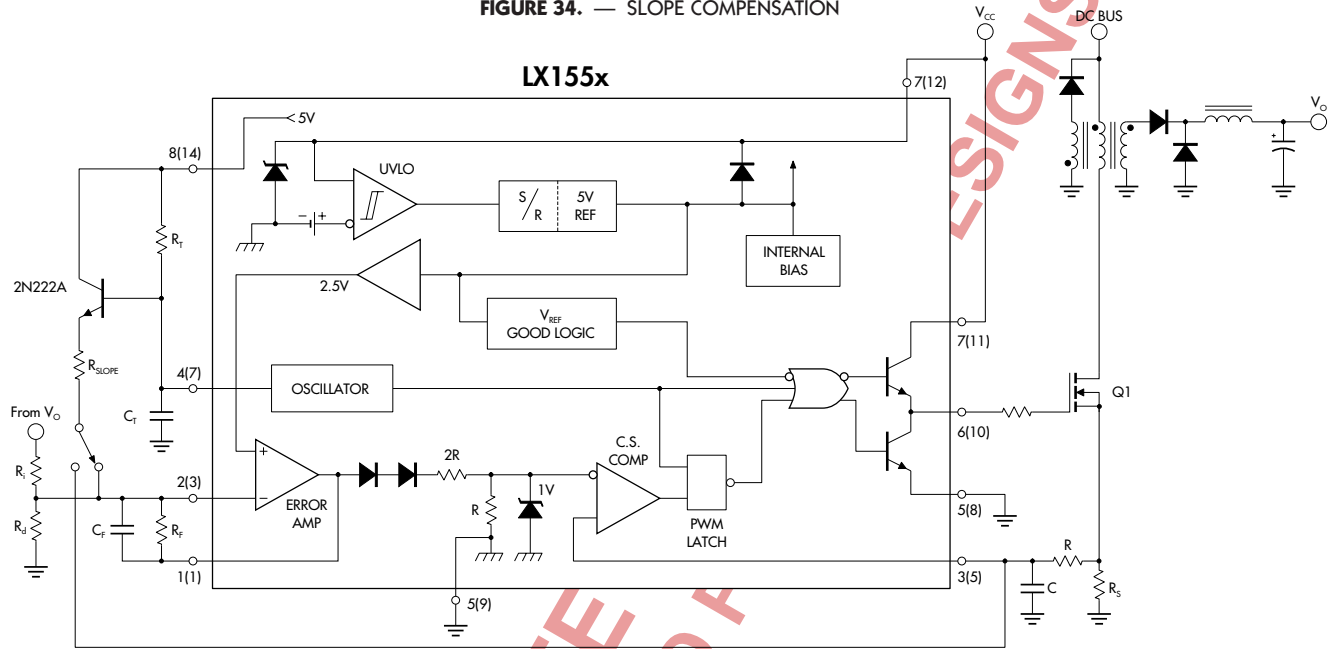 FIGURE 34. — SLOPE COMPENSATION
LX155x
VCC
DC BUS
VO
7(12)
5V
8(14)
UVLO
S/R
5V REF
INTERNAL BIAS
RT
2N222A
2.5V
VREF
GOOD LOGIC
7(11)
RSLOPE
4(7)
OSCILLATOR
Q1
From VO
CT
6(10)
Ri
C.S. COMP
2R
2(3)
ERROR AMP
R
1V
PWM LATCH
5(8)
Rd
CF
RF
1(1)
3(5)
R
C
RS
5(9)
ESIGNS